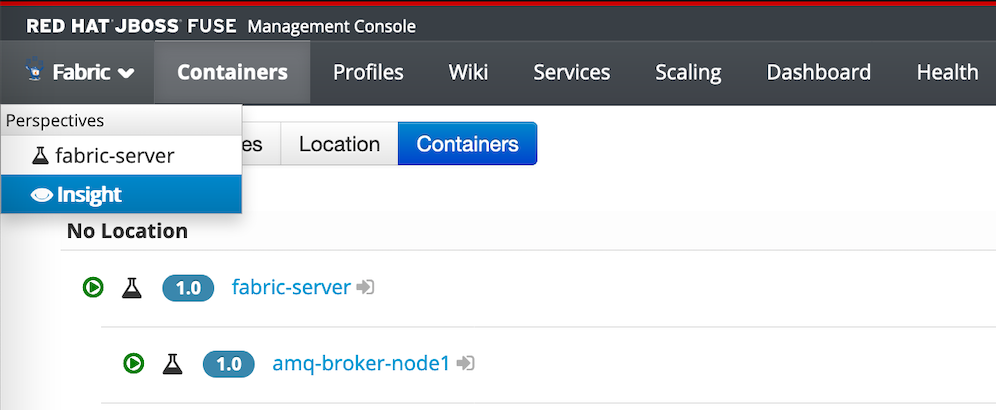 RED HAT JBOSS FUSE Management Console
Fabric Containers Profiles Wiki Services Scaling Dashboard Health
Perspectives
es Location Containers
fabric-server
Insight
No Location
1.0 fabric-server
1.0 amq-broker-node1